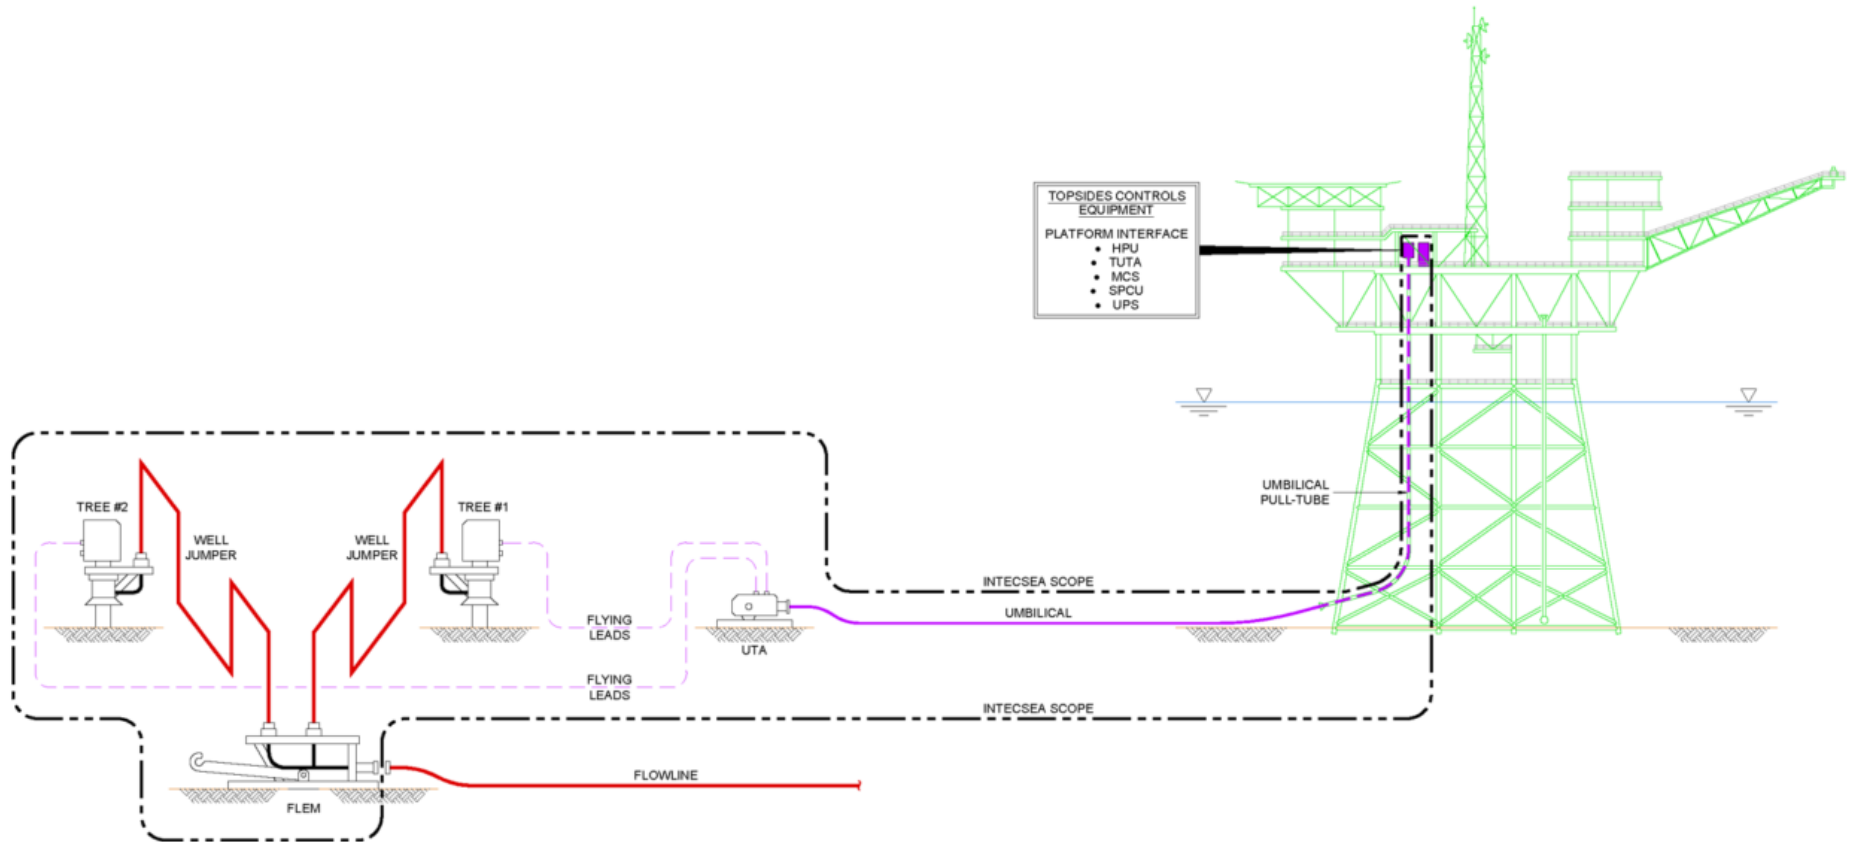 TOPSIDES CONTROLS
EQUIPMENT
PLATFORM INTERFACE
• HPU
• TUTA
• MCS
• SPCU
• UPS
UMBILICAL
PULL-TUBE
TREE #2
TREE #1
WELL
JUMPER
WELL
JUMPER
INTECSEA SCOPE
UMBILICAL
FLYING
LEADS
UTA
FLYING
LEADS
INTECSEA SCOPE
FLOWLINE
FLEM